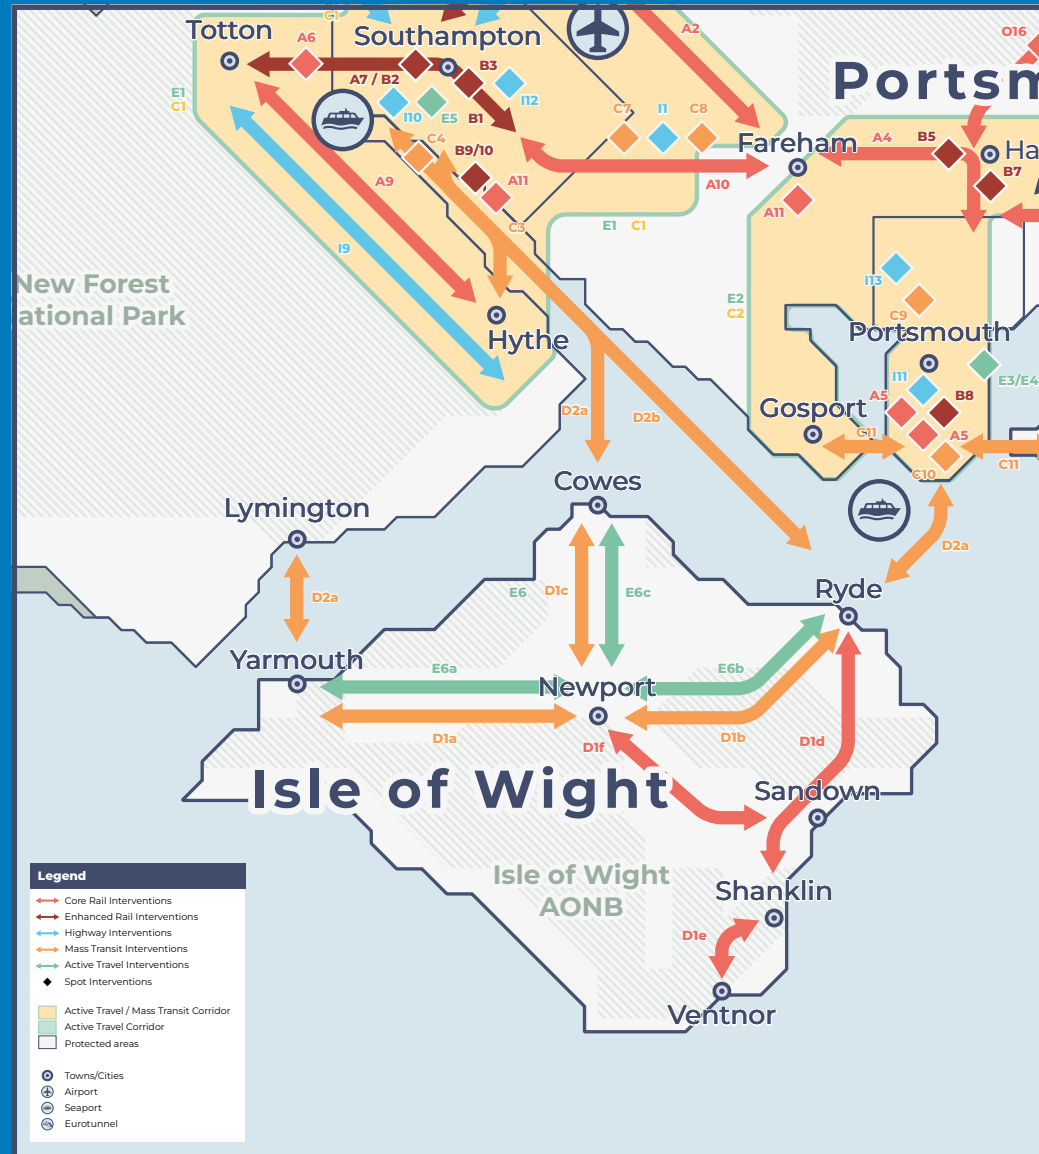 C1
A2
O16
Totton
A6
Southampton
B3
Portsm
A7 / B2
I12
E1
C1
I10
E5
B1
C7
I1
C8
C4
B9/10
Fareham
A4
B5
Ha
B7
A9
A11
A10
A11
C3
E1 C1
I9
New Forest
ational Park
I13
E2
C2
C9
Hythe
Portsmouth
I11
E3/E4
A5
B8
D2a
D2b
Gosport
C11
A5
C11
C10
Cowes
Lymington
D2a
D2a
E6
D1c
E6c
Ryde
Yarmouth
E6a
E6b
Newport
D1a
D1f
D1b
D1d
Isle of Wight
Sandown
Isle of Wight
AONB
Shanklin
D1e
Ventnor
Legend
Core Rail Interventions
Enhanced Rail Interventions
Highway Interventions
Mass Transit Interventions
Active Travel Interventions
Spot Interventions
Active Travel / Mass Transit Corridor
Active Travel Corridor
Protected areas
Towns/Cities
Airport
Seaport
Eurotunnel